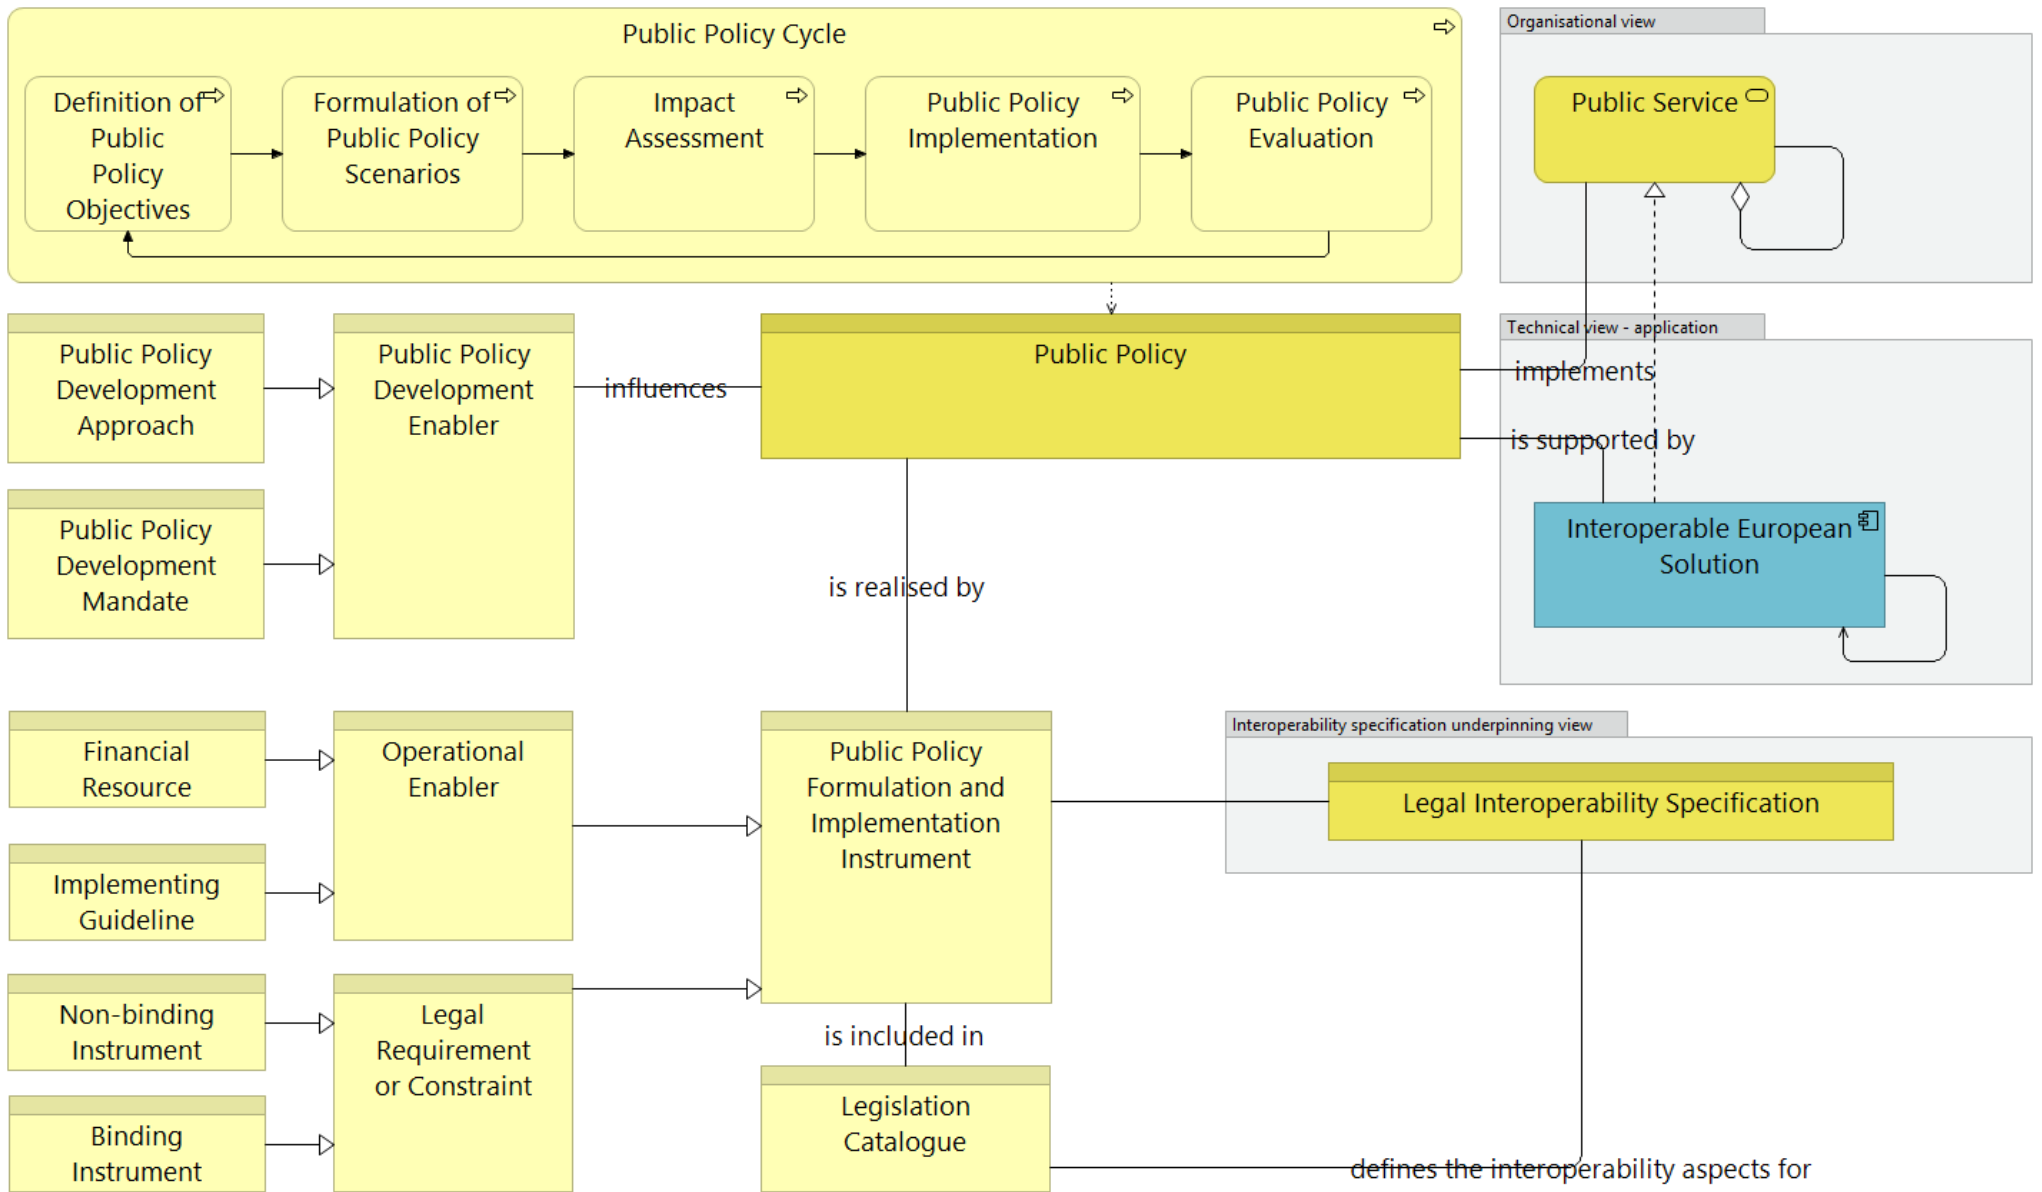 Public Policy Cycle
Definition of
Public
Policy
Objectives
Formulation of
Public Policy
Scenarios
Impact
Assessment
Public Policy
Implementation
Public Policy
Evaluation
Organisational view
Public Service
Public Policy
Development
Approach
Public Policy
Development
Enabler
influences
Public Policy
Technical view - application
implements
is supported by
Interoperable European
Solution
Public Policy
Development
Mandate
is realised by
Financial
Resource
Operational
Enabler
Public Policy
Formulation and
Implementation
Instrument
Interoperability specification underpinning view
Legal Interoperability Specification
Implementing
Guideline
Non-binding
Instrument
Legal
Requirement
or Constraint
is included in
Binding
Instrument
Legislation
Catalogue
defines the interoperability aspects for